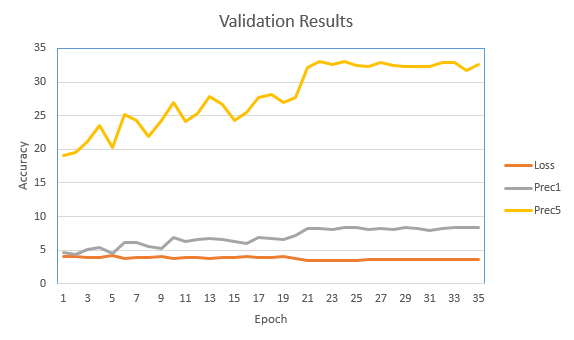 Validation Results
35
30
25
20
15
10
5
0
Accuracy
1 3 5 7 9 11 13 15 17 19 21 23 25 27 29 31 33 35
Epoch
Loss
Prec1
Prec5